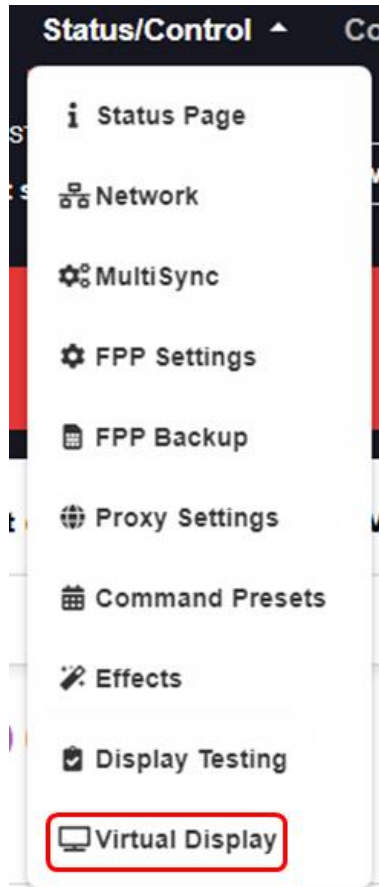 Status/Control Co
Status Page
Network
MultiSync
FPP Settings
FPP Backup
Proxy Settings
Command Presets
Effects
Display Testing
Virtual Display